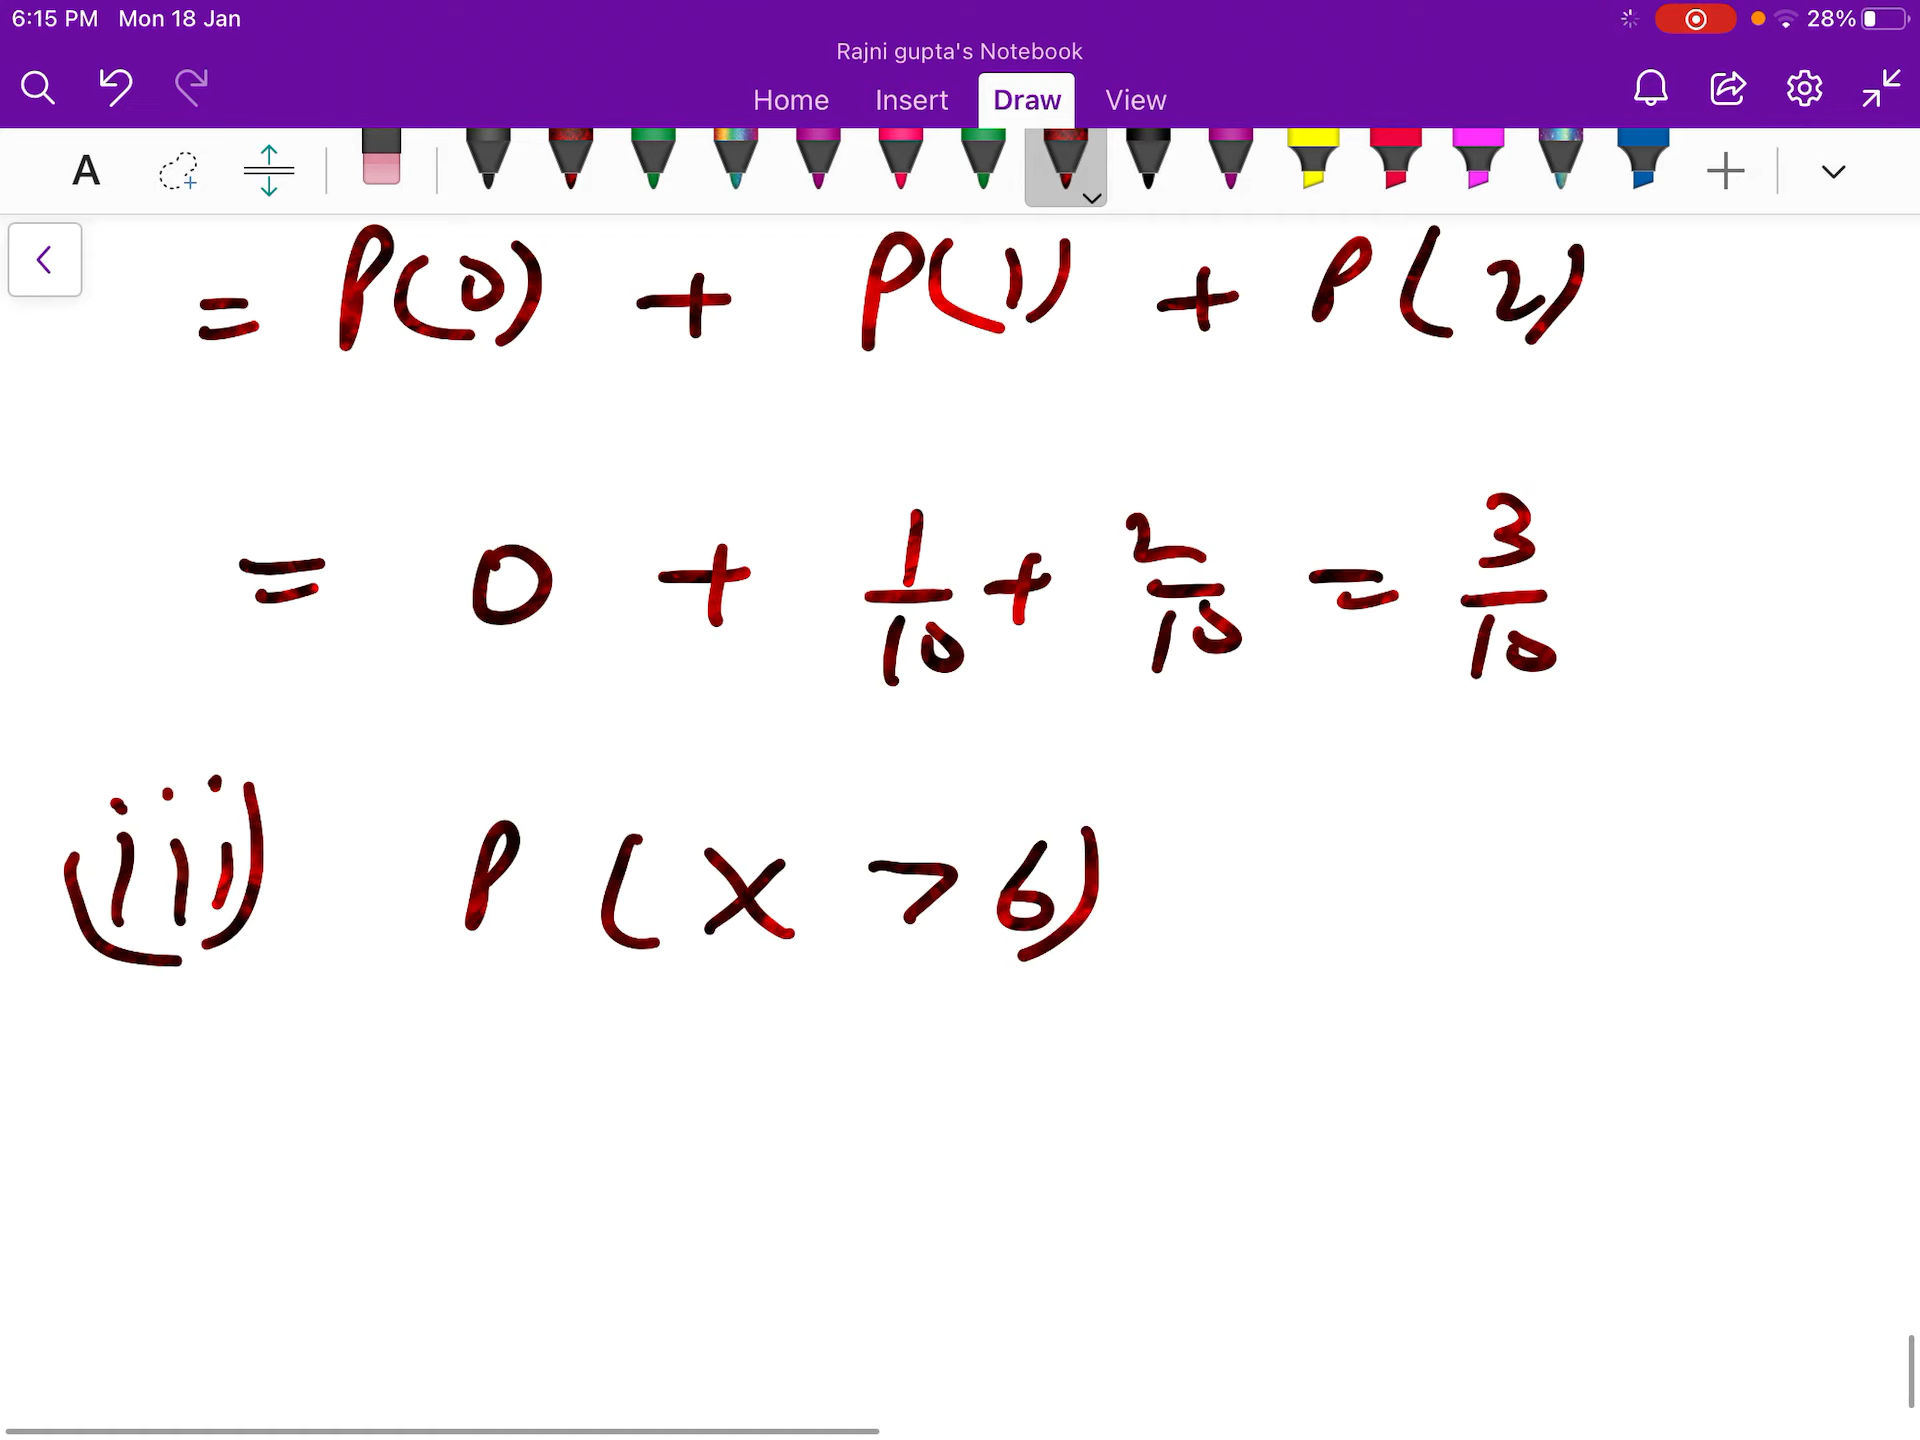 6:15 PM Mon 18 Jan 28%
Rajni gupta's Notebook
Home Insert Draw View
A
= P(0) + P(1) + P(2)
= 0 + 1/10 + 2/10 = 3/10
(iii) P(X > 6)